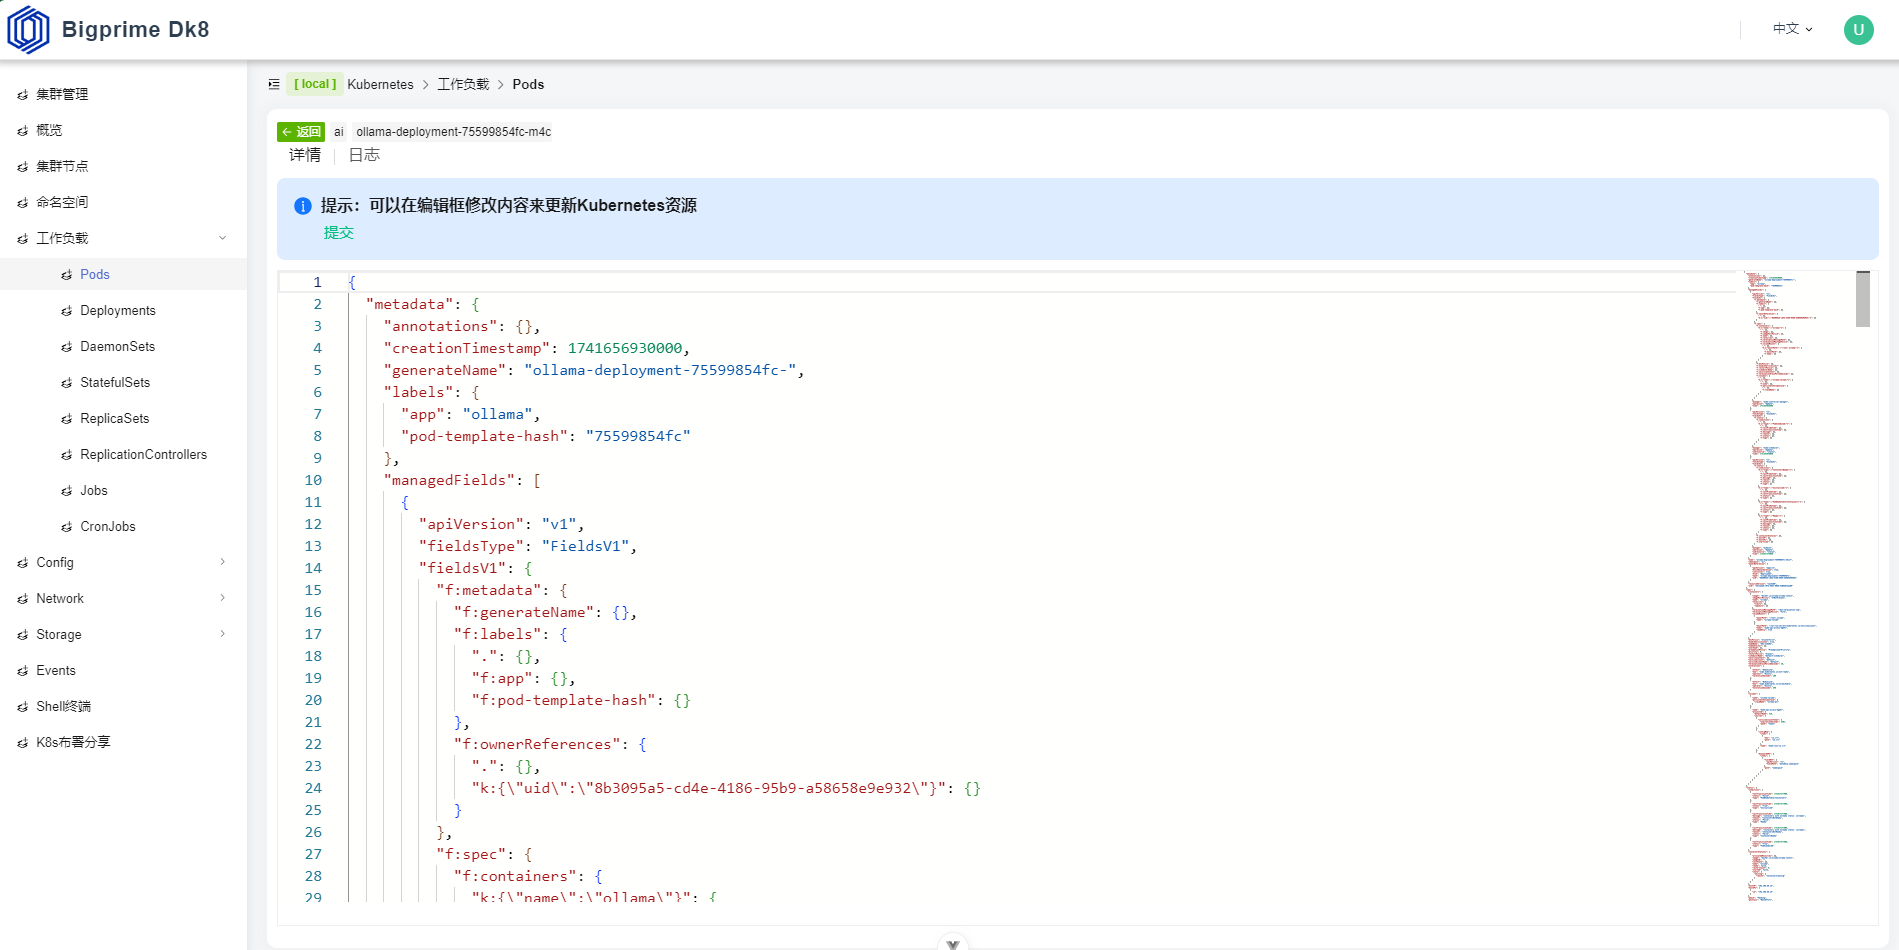 Bigprime Dk8
中文
U
集群管理
概览
集群节点
命名空间
工作负载
Pods
Deployments
DaemonSets
StatefulSets
ReplicaSets
ReplicationControllers
Jobs
CronJobs
Config
Network
Storage
Events
Shell终端
K8s布署分享
[ local ] Kubernetes > 工作负载 > Pods
← 返回 ai ollama-deployment-75599854fc-m4c
详情 日志
提示：可以在编辑框修改内容来更新Kubernetes资源
提交
1 {
2 "metadata": {
3 "annotations": {},
4 "creationTimestamp": 1741656930000,
5 "generateName": "ollama-deployment-75599854fc-",
6 "labels": {
7 "app": "ollama",
8 "pod-template-hash": "75599854fc"
9 },
10 "managedFields": [
11 {
12 "apiVersion": "v1",
13 "fieldsType": "FieldsV1",
14 "fieldsV1": {
15 "f:metadata": {
16 "f:generateName": {},
17 "f:labels": {
18 ".": {},
19 "f:app": {},
20 "f:pod-template-hash": {}
21 },
22 "f:ownerReferences": {
23 ".": {},
24 "k:{\"uid\":\"8b3095a5-cd4e-4186-95b9-a58658e9e932\"}": {}
25 }
26 },
27 "f:spec": {
28 "f:containers": {
29 "k:{\"name\":\"ollama\"}": {